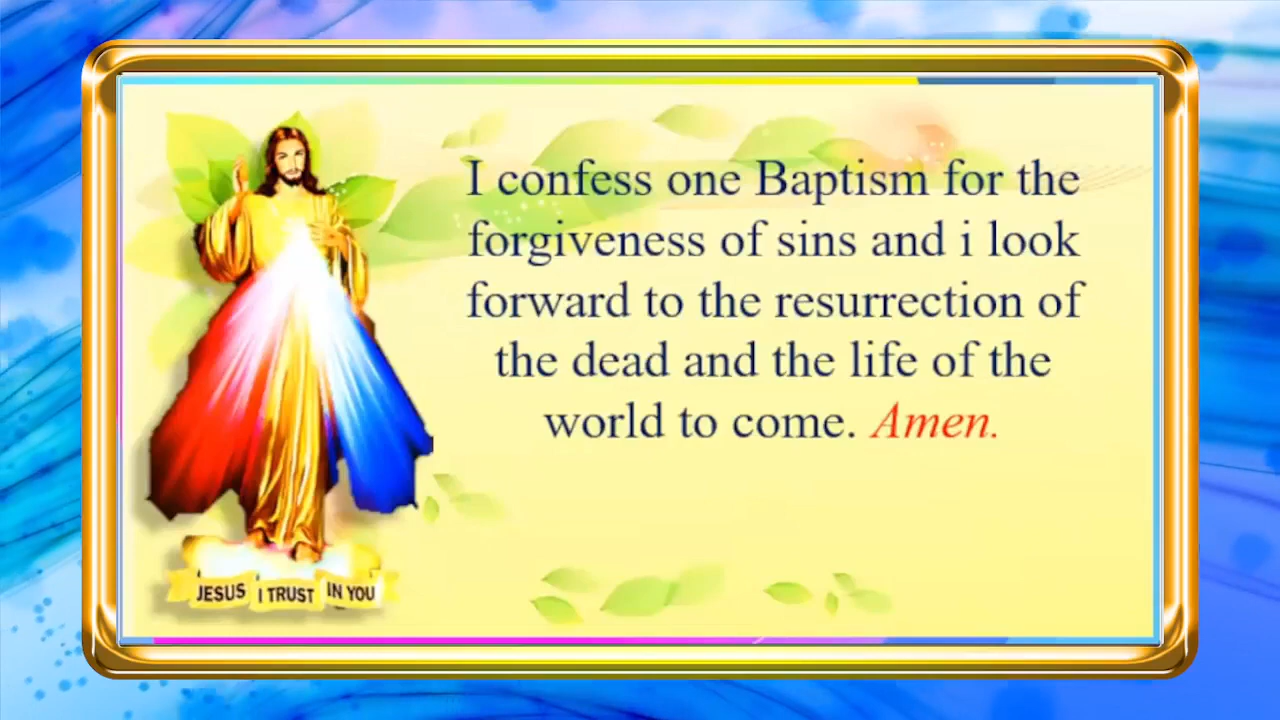 I confess one Baptism for the
forgiveness of sins and i look
forward to the resurrection of
the dead and the life of the
world to come. Amen.
JESUS I TRUST IN YOU